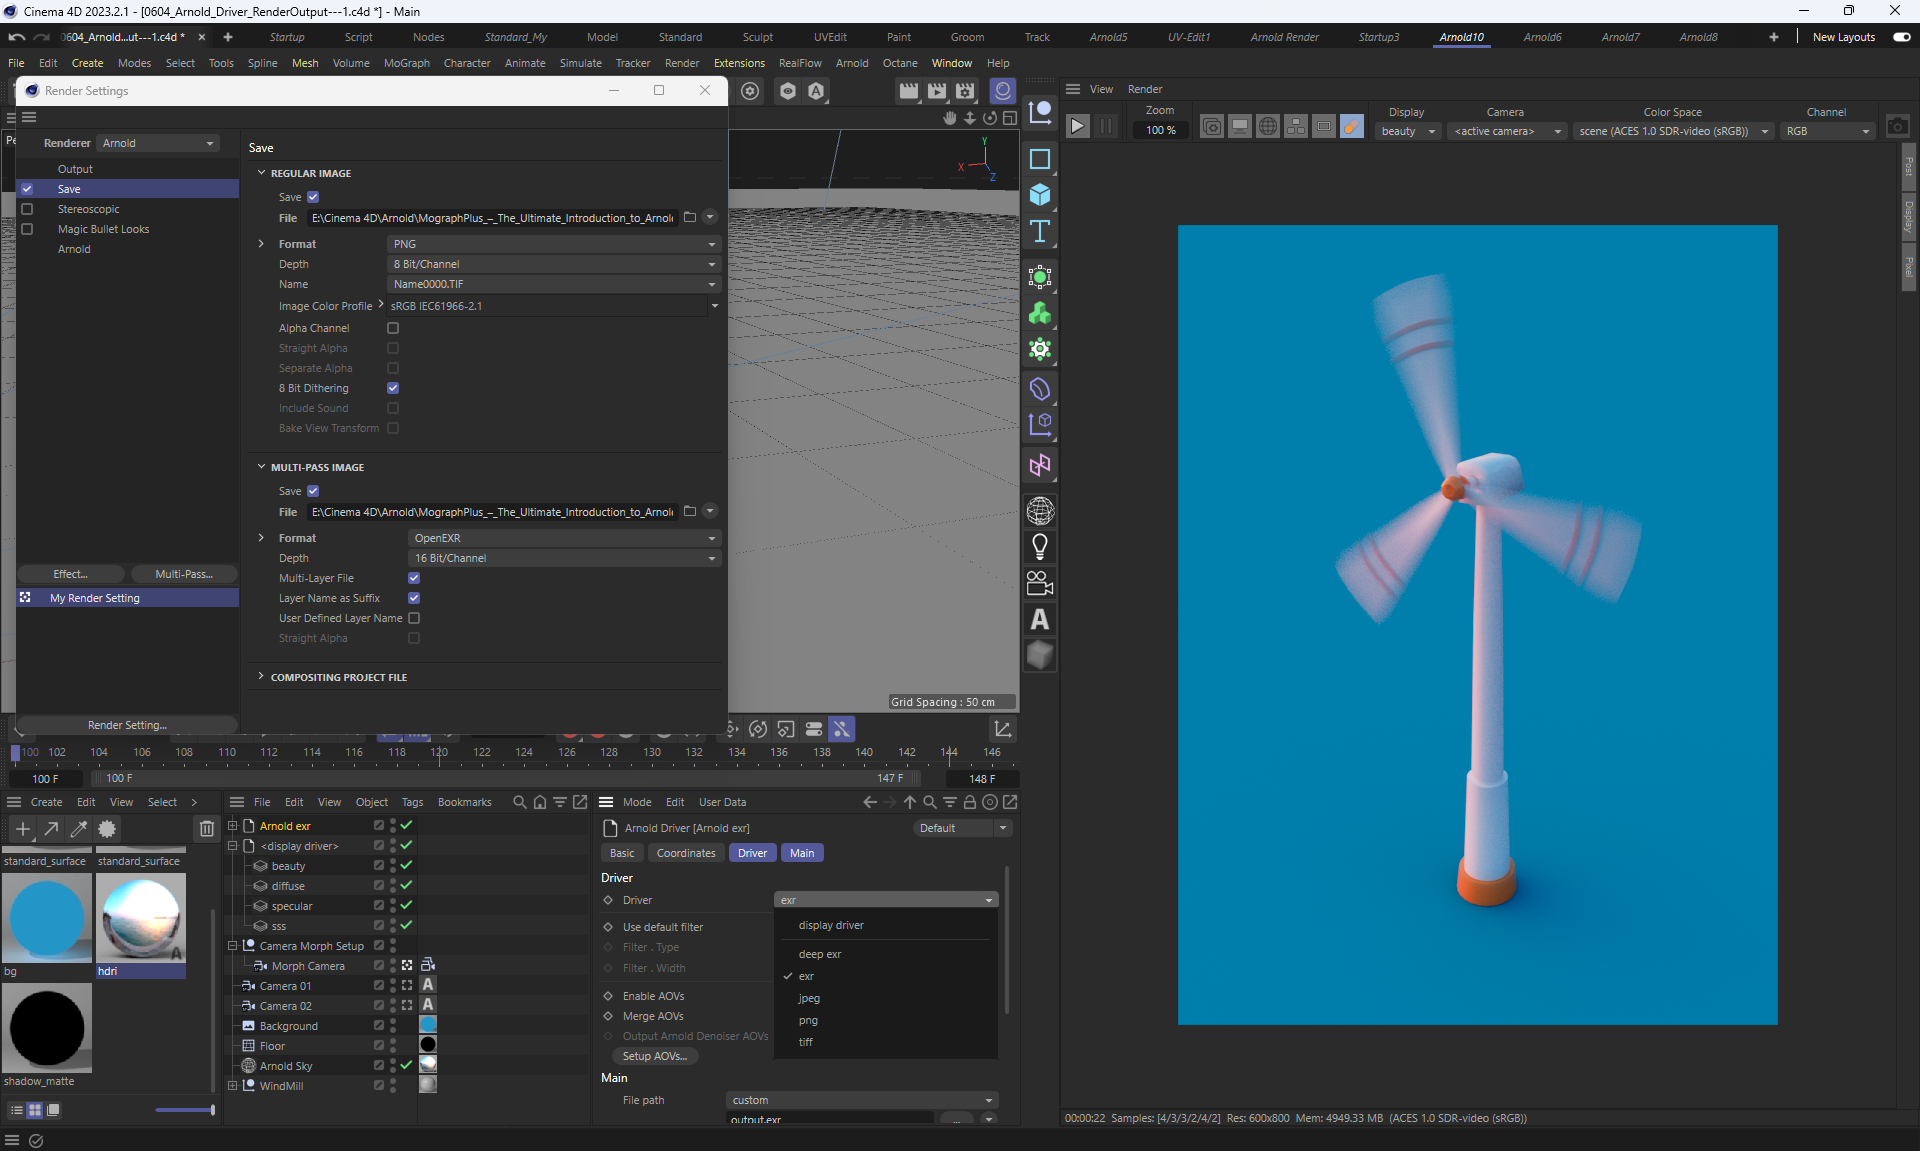 Cinema 4D 2023.2.1 - [0604_Arnold_Driver_RenderOutput---1.c4d *] - Main
0604_Arnold...ut---1.c4d * Startup Script Nodes Standard_My Model Standard Sculpt UVEdit Paint Groom Track Arnold5 UV-Edit1 Arnold Render Startup3 Arnold10 Arnold6 Arnold7 Arnold8 New Layouts
File Edit Create Modes Select Tools Spline Mesh Volume MoGraph Character Animate Simulate Tracker Render Extensions RealFlow Arnold Octane Window Help
Render Settings
View Render
Zoom Display Camera Color Space Channel
100 % beauty <active camera> scene (ACES 1.0 SDR-video (sRGB)) RGB
Renderer Arnold
Output
Save
Stereoscopic
Magic Bullet Looks
Arnold
Effect... Multi-Pass...
My Render Setting
Render Setting...
Save
REGULAR IMAGE
Save
File E:\Cinema 4D\Arnold\MographPlus_–_The_Ultimate_Introduction_to_Arnol
Format PNG
Depth 8 Bit/Channel
Name Name0000.TIF
Image Color Profile sRGB IEC61966-2.1
Alpha Channel
Straight Alpha
Separate Alpha
8 Bit Dithering
Include Sound
Bake View Transform
MULTI-PASS IMAGE
Save
File E:\Cinema 4D\Arnold\MographPlus_–_The_Ultimate_Introduction_to_Arnol
Format OpenEXR
Depth 16 Bit/Channel
Multi-Layer File
Layer Name as Suffix
User Defined Layer Name
Straight Alpha
COMPOSITING PROJECT FILE
Pe
Y
X
Z
Grid Spacing : 50 cm
Post
Display
Pixel
100 102 104 106 108 110 112 114 116 118 120 122 124 126 128 130 132 134 136 138 140 142 144 146
100 F 100 F 147 F 148 F
Create Edit View Select
standard_surface standard_surface
bg hdri
shadow_matte
File Edit View Object Tags Bookmarks
Arnold exr
<display driver>
beauty
diffuse
specular
sss
Camera Morph Setup
Morph Camera
Camera 01
Camera 02
Background
Floor
Arnold Sky
WindMill
Mode Edit User Data
Arnold Driver [Arnold exr] Default
Basic Coordinates Driver Main
Driver
Driver exr
Use default filter
Filter . Type
Filter . Width
Enable AOVs
Merge AOVs
Output Arnold Denoiser AOVs
Setup AOVs...
display driver
deep exr
exr
jpeg
png
tiff
Main
File path custom
output.exr ...
00:00:22 Samples: [4/3/3/2/4/2] Res: 600x800 Mem: 4949.33 MB (ACES 1.0 SDR-video (sRGB))